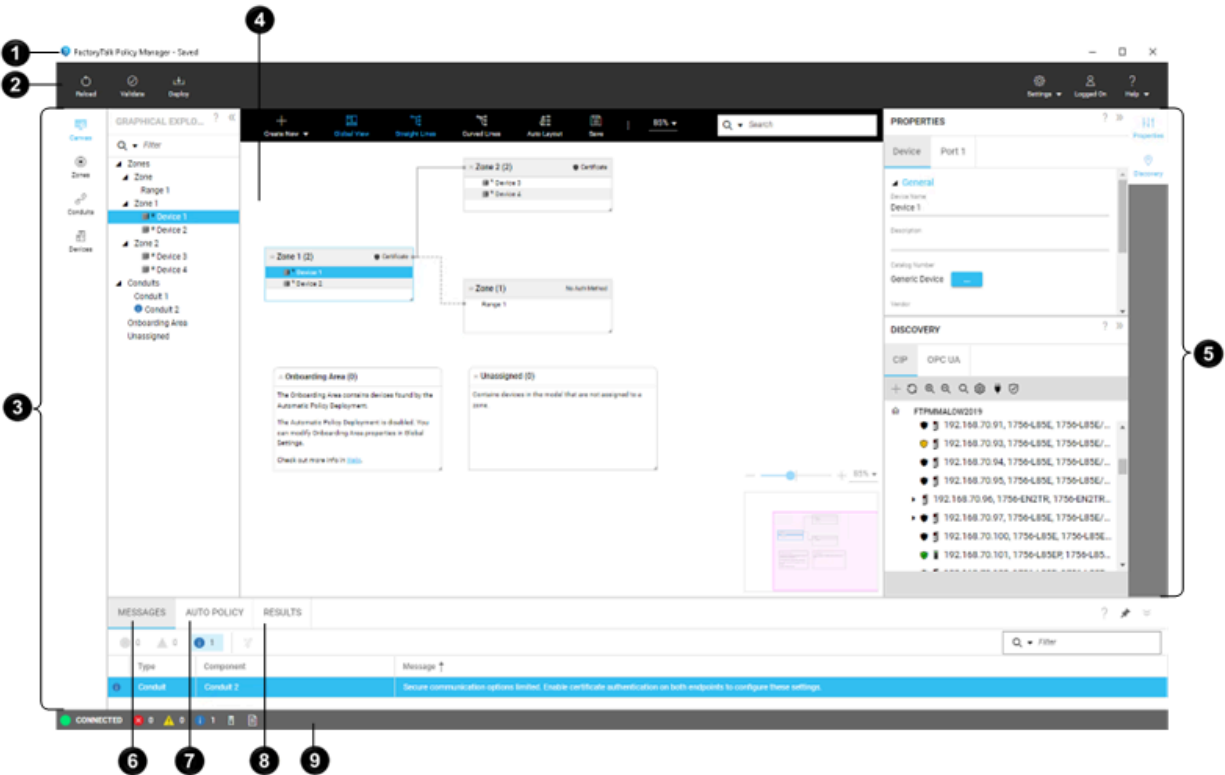 4
1
FactoryTalk Policy Manager - Saved
2
Reload Validate Deploy Settings Logged On Help
Canvas
Zones
Conduits
Devices
GRAPHICAL EXPLO... ? «
Filter
Zones
Zone
Range 1
Zone 1
* Device 1
* Device 2
Zone 2
* Device 3
* Device 4
Conduits
Conduit 1
Conduit 2
Onboarding Area
Unassigned
3
Create New Global View Straight Lines Curved Lines Auto Layout Save 85% Search
Zone 2 (2) Certificate
* Device 3
* Device 4
Zone 1 (2) Certificate
* Device 1
* Device 2
Zone (1) No Auth Method
Range 1
Onboarding Area (0)
The Onboarding Area contains devices found by the
Automatic Policy Deployment.
The Automatic Policy Deployment is disabled. You
can modify Onboarding Area properties in Global
Settings.
Check out more info in Help.
Unassigned (0)
Contains devices in the model that are not assigned to a
zone.
85%
PROPERTIES ? »
Device Port 1
General
Device Name
Device 1
Description
Catalog Number
Generic Device ...
Vendor
Properties
Discovery
DISCOVERY ? »
CIP OPC UA
FTPMMALOW2019
192.168.70.91, 1756-L85E, 1756-L85E/...
192.168.70.93, 1756-L85E, 1756-L85E/...
192.168.70.94, 1756-L85E, 1756-L85E/...
192.168.70.95, 1756-L85E, 1756-L85E/...
192.168.70.96, 1756-EN2TR, 1756-EN2TR...
192.168.70.97, 1756-L85E, 1756-L85E/...
192.168.70.100, 1756-L85E, 1756-L85E...
192.168.70.101, 1756-L85EP, 1756-L85...
5
MESSAGES AUTO POLICY RESULTS ?
0 0 1 Filter
Type Component Message ↑
Conduit Conduit 2 Secure communication options limited. Enable certificate authentication on both endpoints to configure these settings.
CONNECTED 0 0 1
6 7 8 9